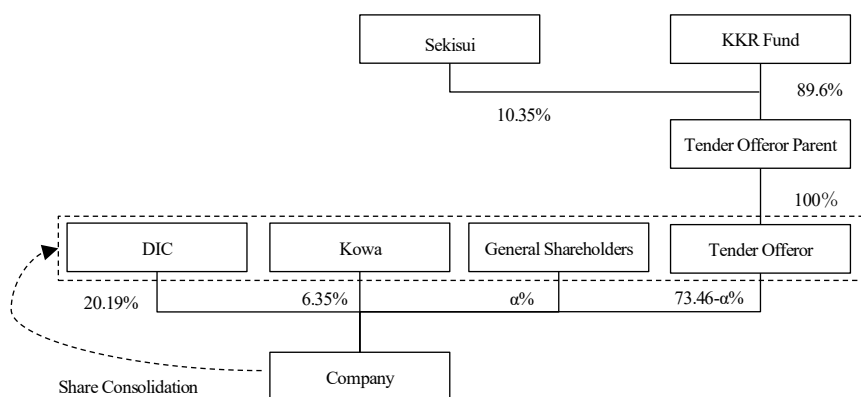 Sekisui
KKR Fund
89.6%
10.35%
Tender Offeror Parent
100%
DIC
Kowa
General Shareholders
Tender Offeror
20.19%
6.35%
α%
73.46-α%
Company
Share Consolidation